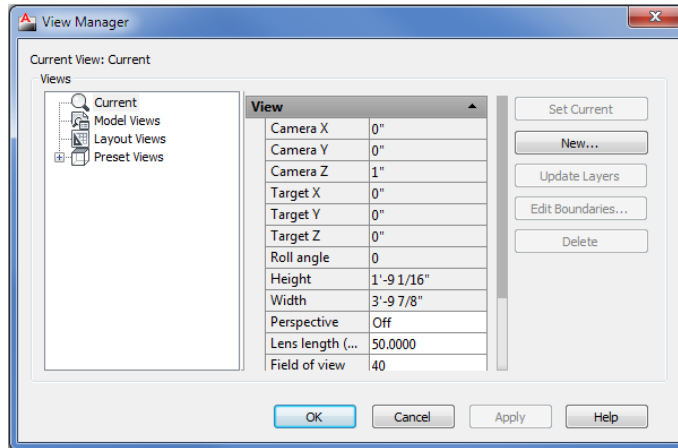 View Manager
Current View: Current
Views
Current
Model Views
Layout Views
Preset Views
View
Camera X 0"
Camera Y 0"
Camera Z 1"
Target X 0"
Target Y 0"
Target Z 0"
Roll angle 0
Height 1'-9 1/16"
Width 3'-9 7/8"
Perspective Off
Lens length (... 50.0000
Field of view 40
Set Current
New...
Update Layers
Edit Boundaries...
Delete
OK Cancel Apply Help